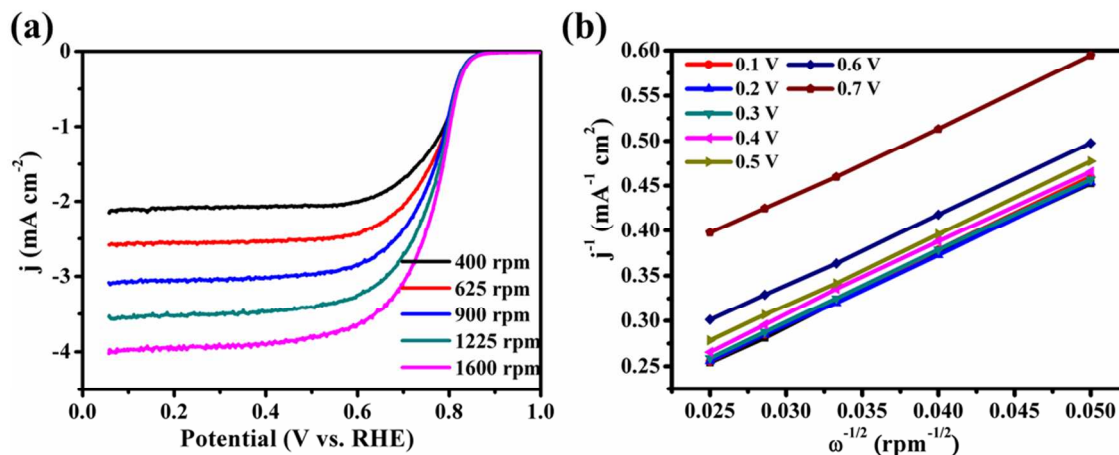 (a)
0
-1
-2
-3
-4
j (mA cm-2)
0.0 0.2 0.4 0.6 0.8 1.0
Potential (V vs. RHE)
400 rpm
625 rpm
900 rpm
1225 rpm
1600 rpm
(b)
0.60
0.55
0.50
0.45
0.40
0.35
0.30
0.25
j-1 (mA-1 cm2)
0.1 V
0.2 V
0.3 V
0.4 V
0.5 V
0.6 V
0.7 V
0.025 0.030 0.035 0.040 0.045 0.050
ω-1/2 (rpm-1/2)